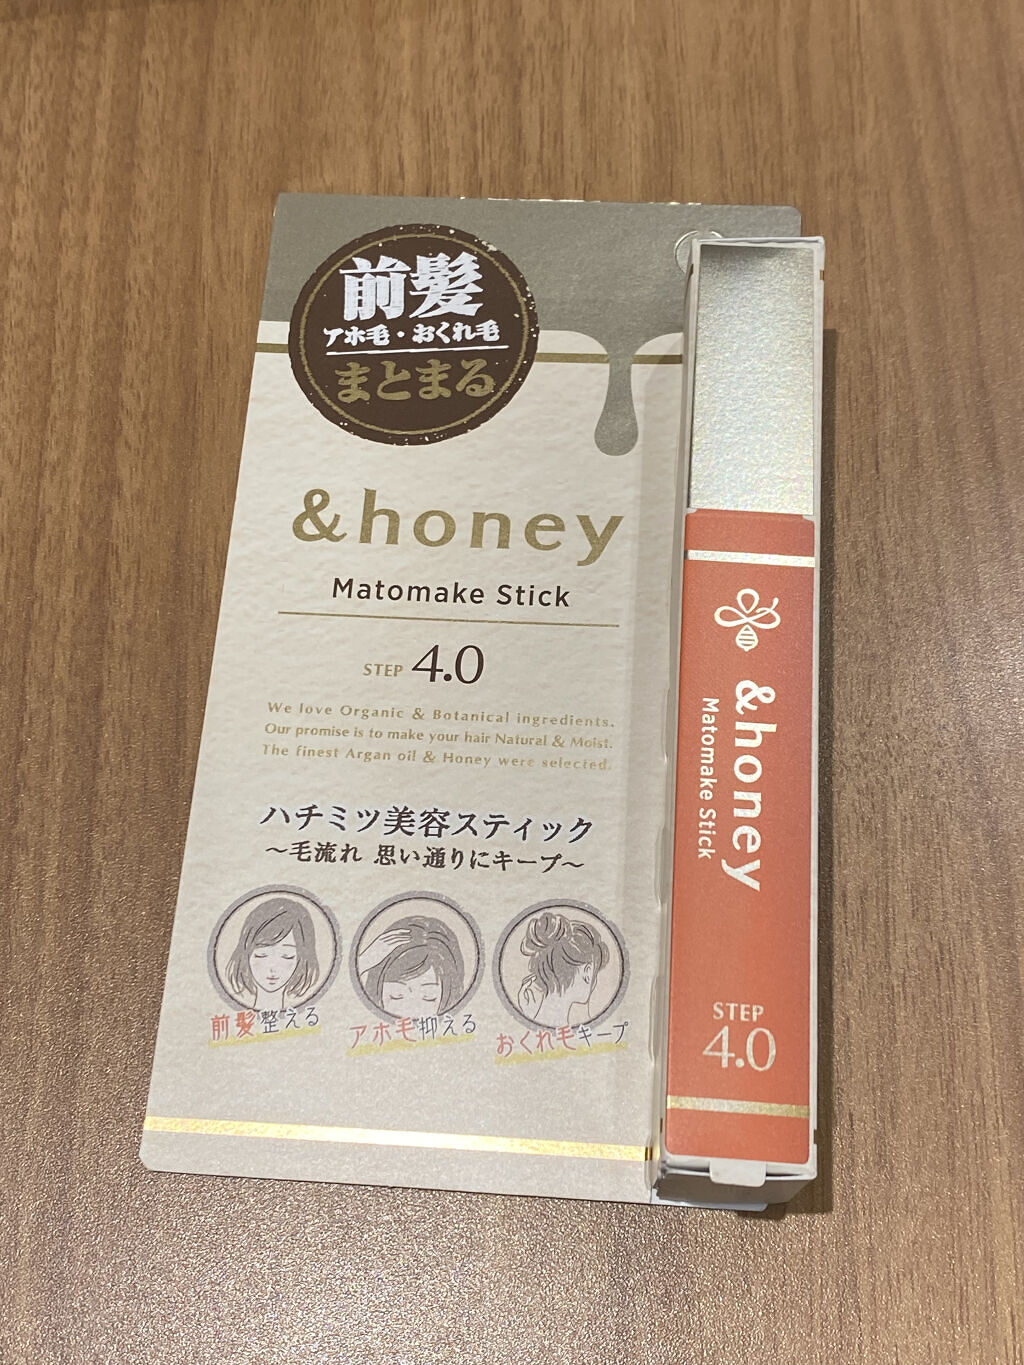 前髪
アホ毛・おくれ毛
まとまる
&honey
Matomake Stick
STEP 4.0
We love Organic & Botanical ingredients.
Our promise is to make your hair Natural & Moist.
The finest Argan oil & Honey were selected.
ハチミツ美容スティック
〜毛流れ 思い通りにキープ〜
前髪整える
アホ毛抑える
おくれ毛キープ
&honey
Matomake Stick
STEP
4.0